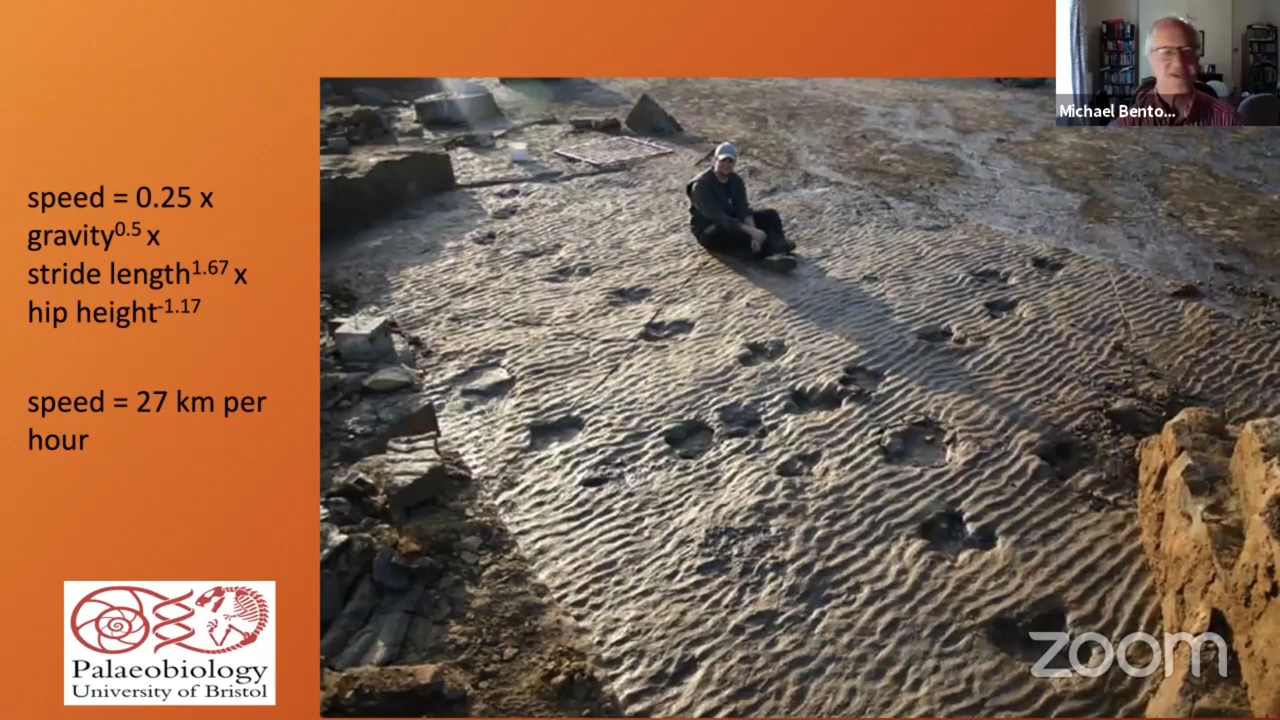 Michael Bento...
speed = 0.25 x
gravity0.5 x
stride length1.67 x
hip height-1.17
speed = 27 km per
hour
Palaeobiology
University of Bristol
zoom